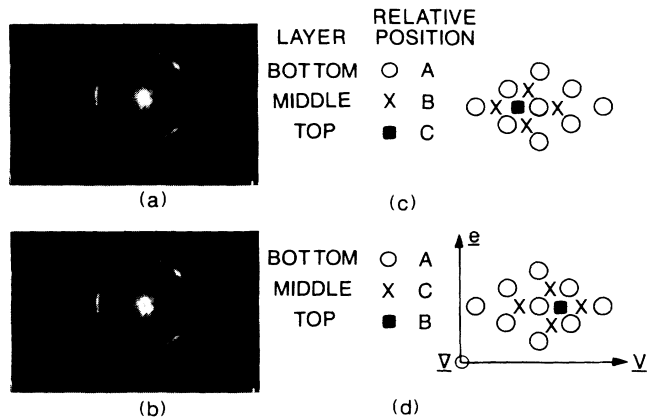 RELATIVE
LAYER POSITION
BOTTOM A
MIDDLE B
TOP C
(a)
(c)
BOTTOM A
MIDDLE C
TOP B
e
∇
V
(b)
(d)